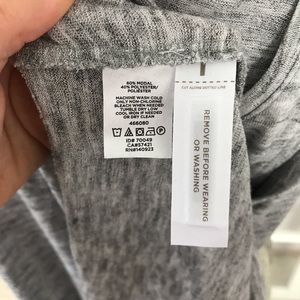 60% MODAL
40% POLYESTER/
POLIESTER
MACHINE WASH COLD
ONLY NON-CHLORINE
BLEACH WHEN NEEDED
TUMBLE DRY LOW
COOL IRON IF NEEDED
OR DRY CLEAN
466080
ID# 70049
CA#57421
RN#140923
CUT ALONG DOTTED LINE
REMOVE BEFORE WEARING
OR WASHING